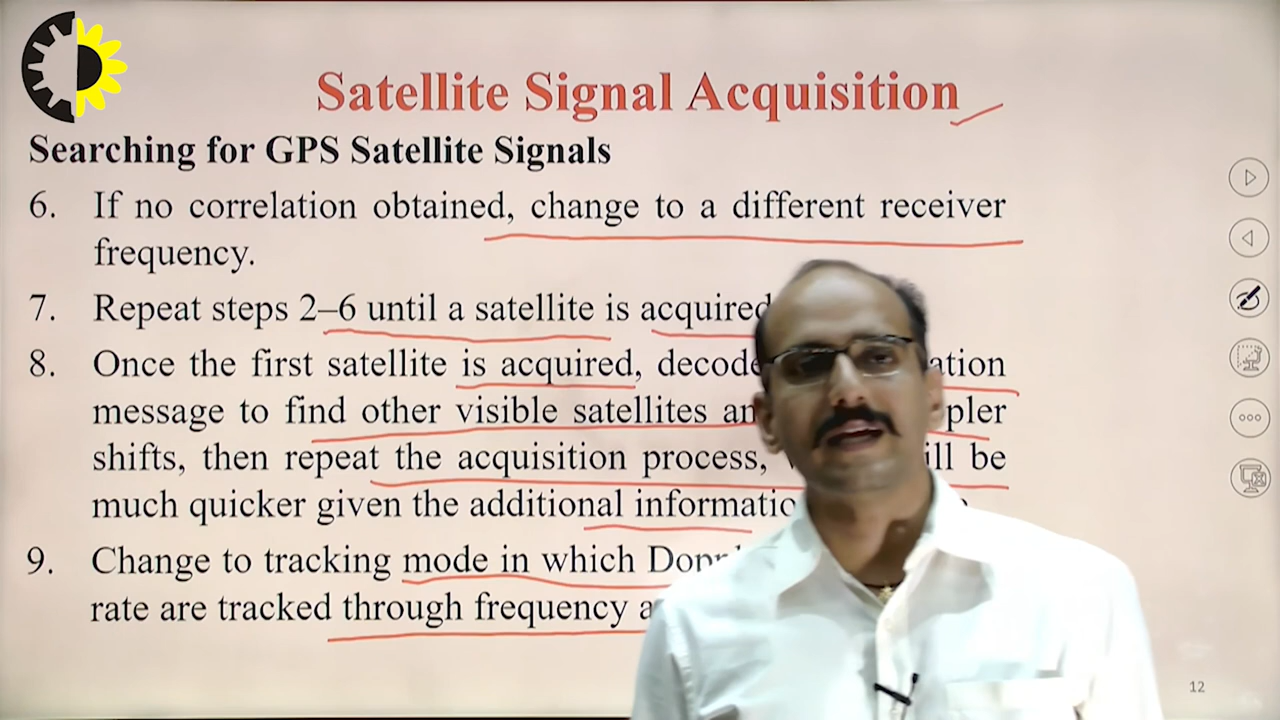 Satellite Signal Acquisition
Searching for GPS Satellite Signals
6. If no correlation obtained, change to a different receiver
frequency.
7. Repeat steps 2–6 until a satellite is acquired
8. Once the first satellite is acquired, decode
message to find other visible satellites
shifts, then repeat the acquisition process, be
much quicker given the additional
9. Change to tracking mode in which
rate are tracked through frequency
12